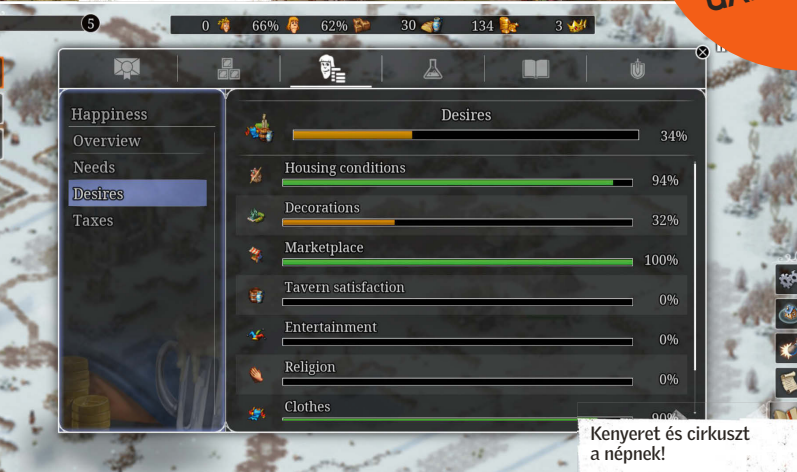 5 0 66% 62% 30 134 3
Happiness
Overview
Needs
Desires
Taxes
Desires
34%
Housing conditions
94%
Decorations
32%
Marketplace
100%
Tavern satisfaction
0%
Entertainment
0%
Religion
0%
Clothes
90%
Kenyeret és cirkuszt
a népnek!